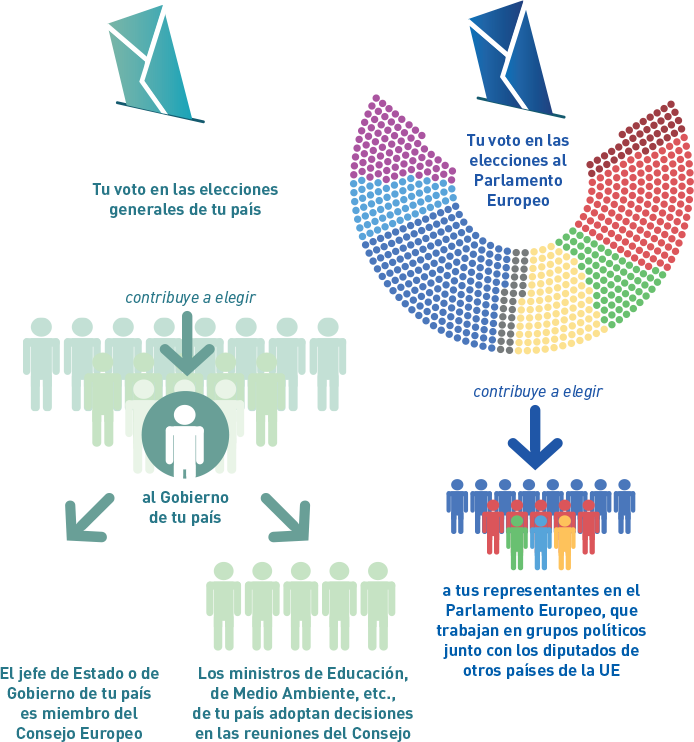 Tu voto en las elecciones
generales de tu país
contribuye a elegir
al Gobierno
de tu país
El jefe de Estado o de
Gobierno de tu país
es miembro del
Consejo Europeo
Los ministros de Educación,
de Medio Ambiente, etc.,
de tu país adoptan decisiones
en las reuniones del Consejo
Tu voto en las
elecciones al
Parlamento
Europeo
contribuye a elegir
a tus representantes en el
Parlamento Europeo, que
trabajan en grupos políticos
junto con los diputados de
otros países de la UE